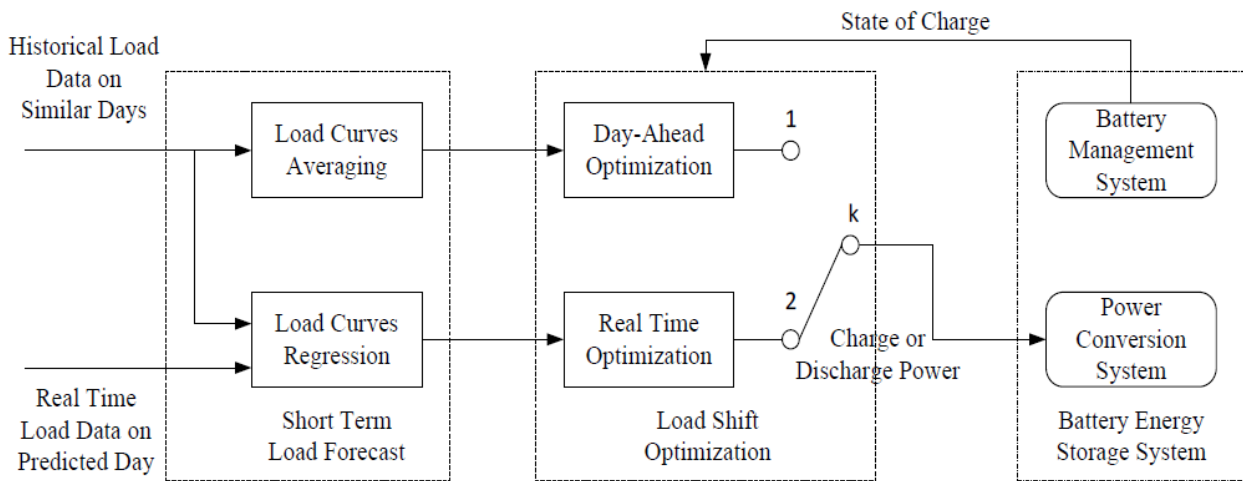 State of Charge
Historical Load
Data on
Similar Days
Load Curves
Averaging
Day-Ahead
Optimization
1
Battery
Management
System
k
Load Curves
Regression
Real Time
Optimization
2
Charge or
Discharge Power
Power
Conversion
System
Real Time
Load Data on
Predicted Day
Short Term
Load Forecast
Load Shift
Optimization
Battery Energy
Storage System